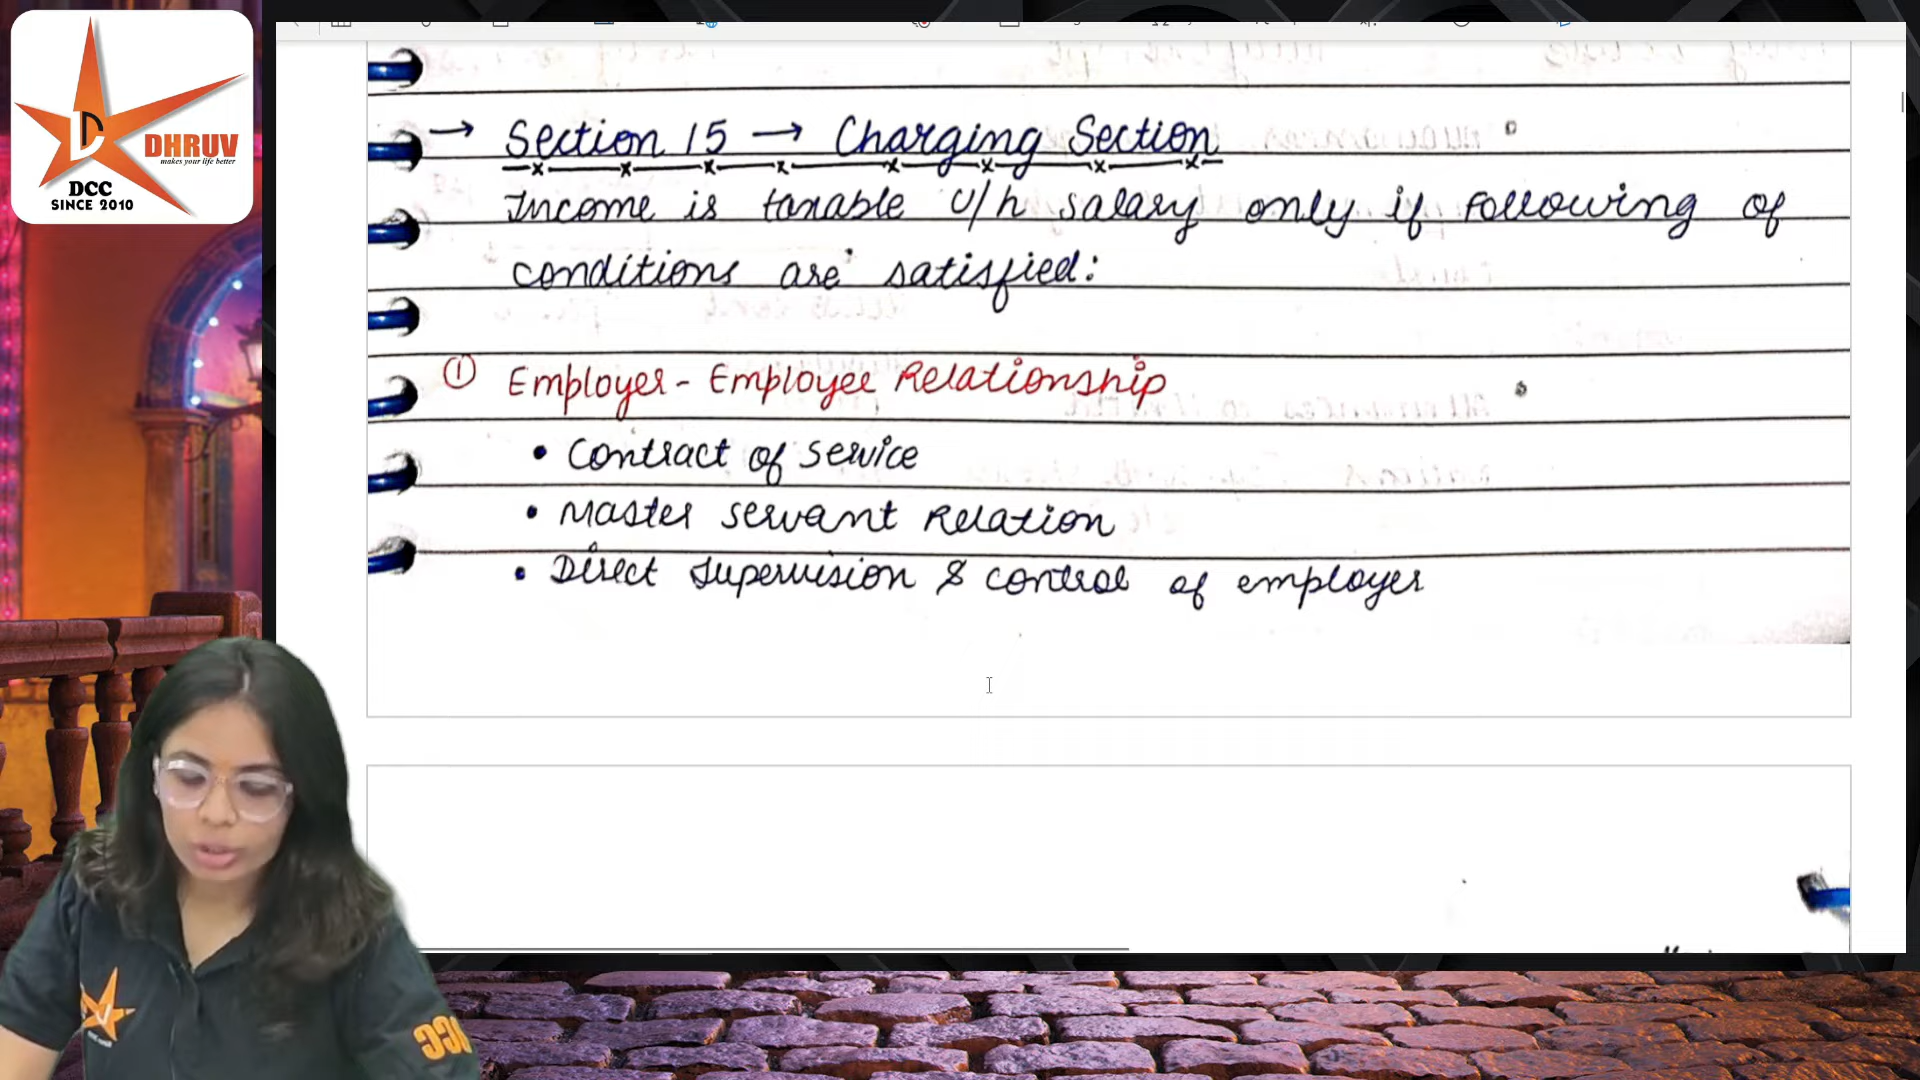 D
DHRUV
makes your life better
DCC
SINCE 2010
→ Section 15 → Charging Section
Income is taxable U/h salary only if following of
conditions are satisfied:
① Employer - Employee Relationship
• Contract of Service
• Master Servant Relation
• Direct Supervision & control of employer
DCC